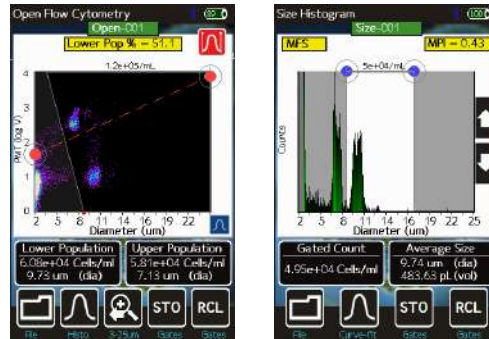 Open Flow Cytometry
Open-001
Lower Pop % = 51.1
1.2e+05/mL
PMT (log V)
4
3
2
1
0
2 5 8 11 14 16 19 22
Diameter (um)
Lower Population
6.08e+04 Cells/ml
9.73 um (dia)
Upper Population
5.81e+04 Cells/ml
7.13 um (dia)
STO
RCL
File
Histo
3-25um
Gates
Gates
Size Histogram
100
Size-001
MFS
MPI = 0.43
5e+04/mL
Counts
2 5 8 11 14 16 19 22 25
Diameter (um)
Gated Count
4.95e+04 Cells/ml
Average Size
9.74 um (dia)
483.63 pL (vol)
STO
RCL
File
Curve-fit
Gates
Gates